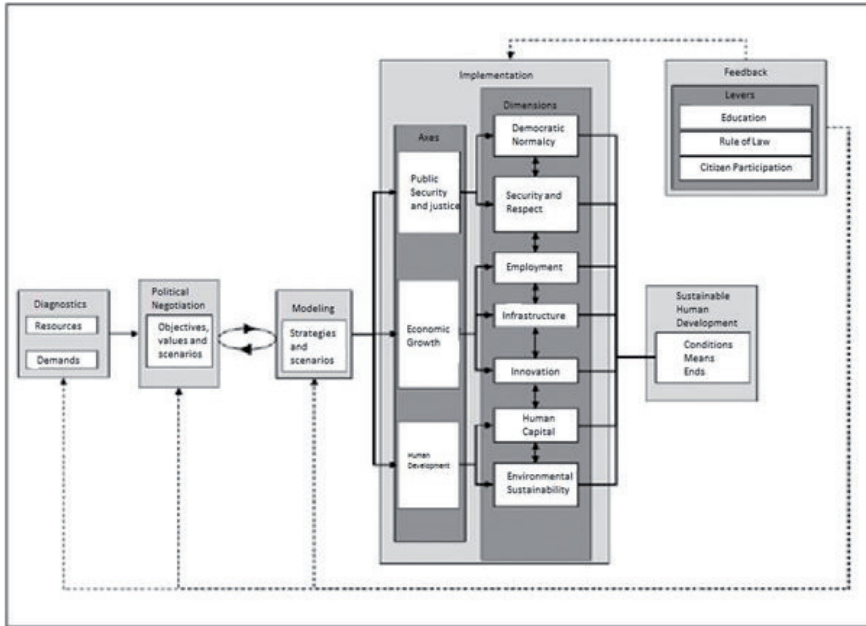 Implementation
Feedback
Levers
Education
Rule of Law
Citizen Participation
Dimensions
Democratic
Normalcy
Axes
Public
Security
and justice
Security and
Respect
Employment
Diagnostics
Resources
Demands
Political
Negotiation
Objectives,
values and
scenarios
Modeling
Strategies
and
scenarios
Economic
Growth
Infrastructure
Innovation
Sustainable
Human
Development
Conditions
Means
Ends
Human
Development
Human
Capital
Environmental
Sustainability